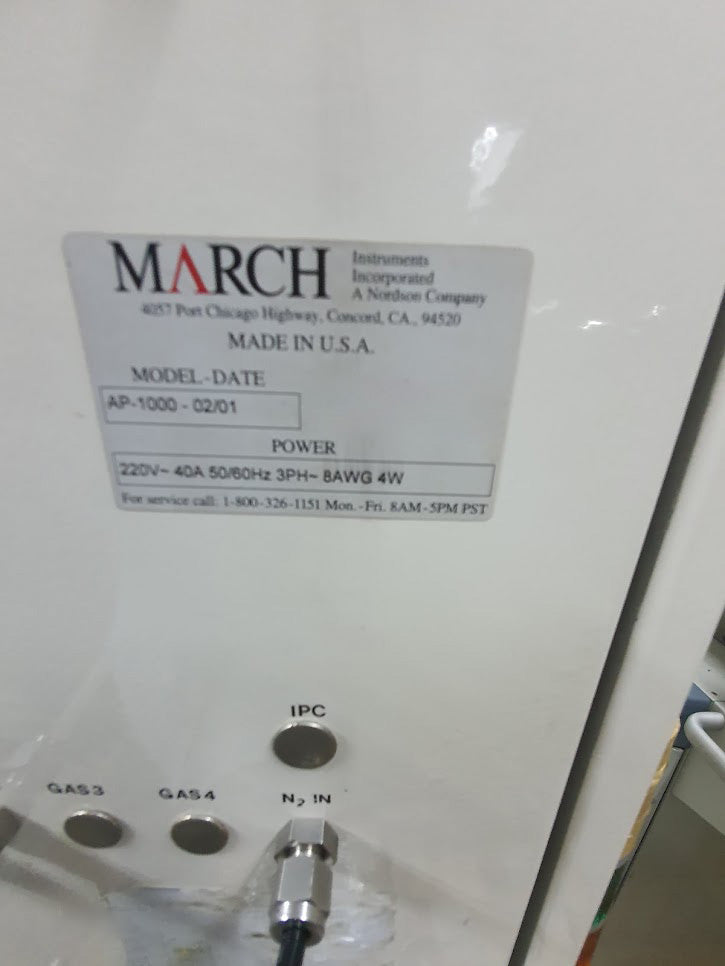 MARCH
Instruments
Incorporated
A Nordson Company
4057 Port Chicago Highway, Concord, CA., 94520
MADE IN U.S.A.
MODEL-DATE
AP-1000 - 02/01
POWER
220V~ 40A 50/60Hz 3PH~ 8AWG 4W
For service call: 1-800-326-1151 Mon.-Fri. 8AM-5PM PST
IPC
GAS3 GAS4 N₂ IN